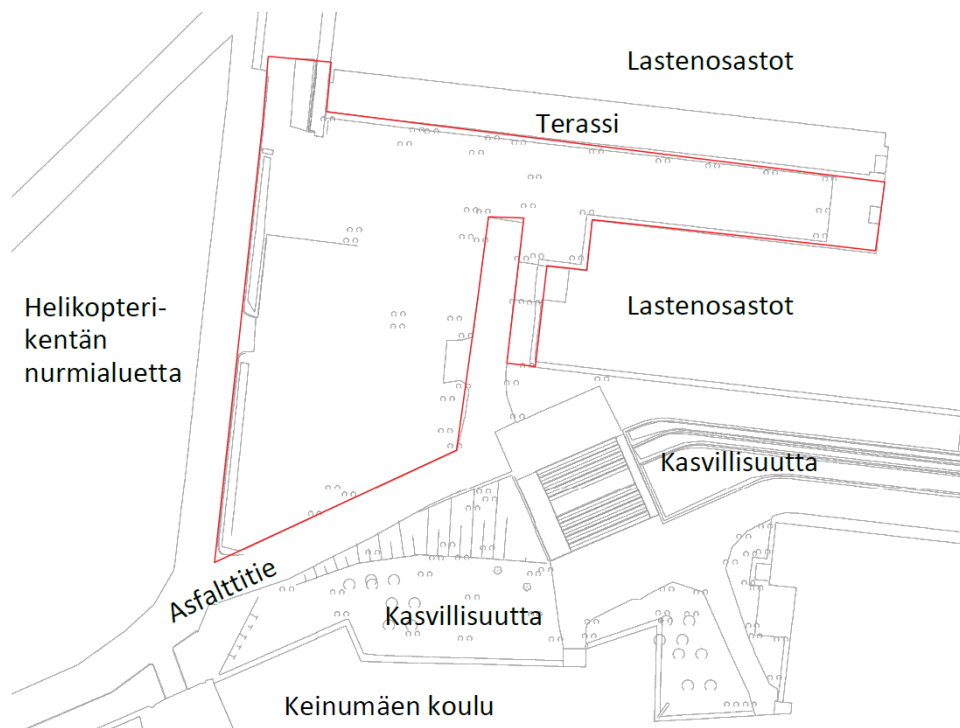 Lastenosastot
Terassi
Helikopteri-
kentän
nurmialuetta
Lastenosastot
Kasvillisuutta
Asfalttitie
Kasvillisuutta
Keinumäen koulu